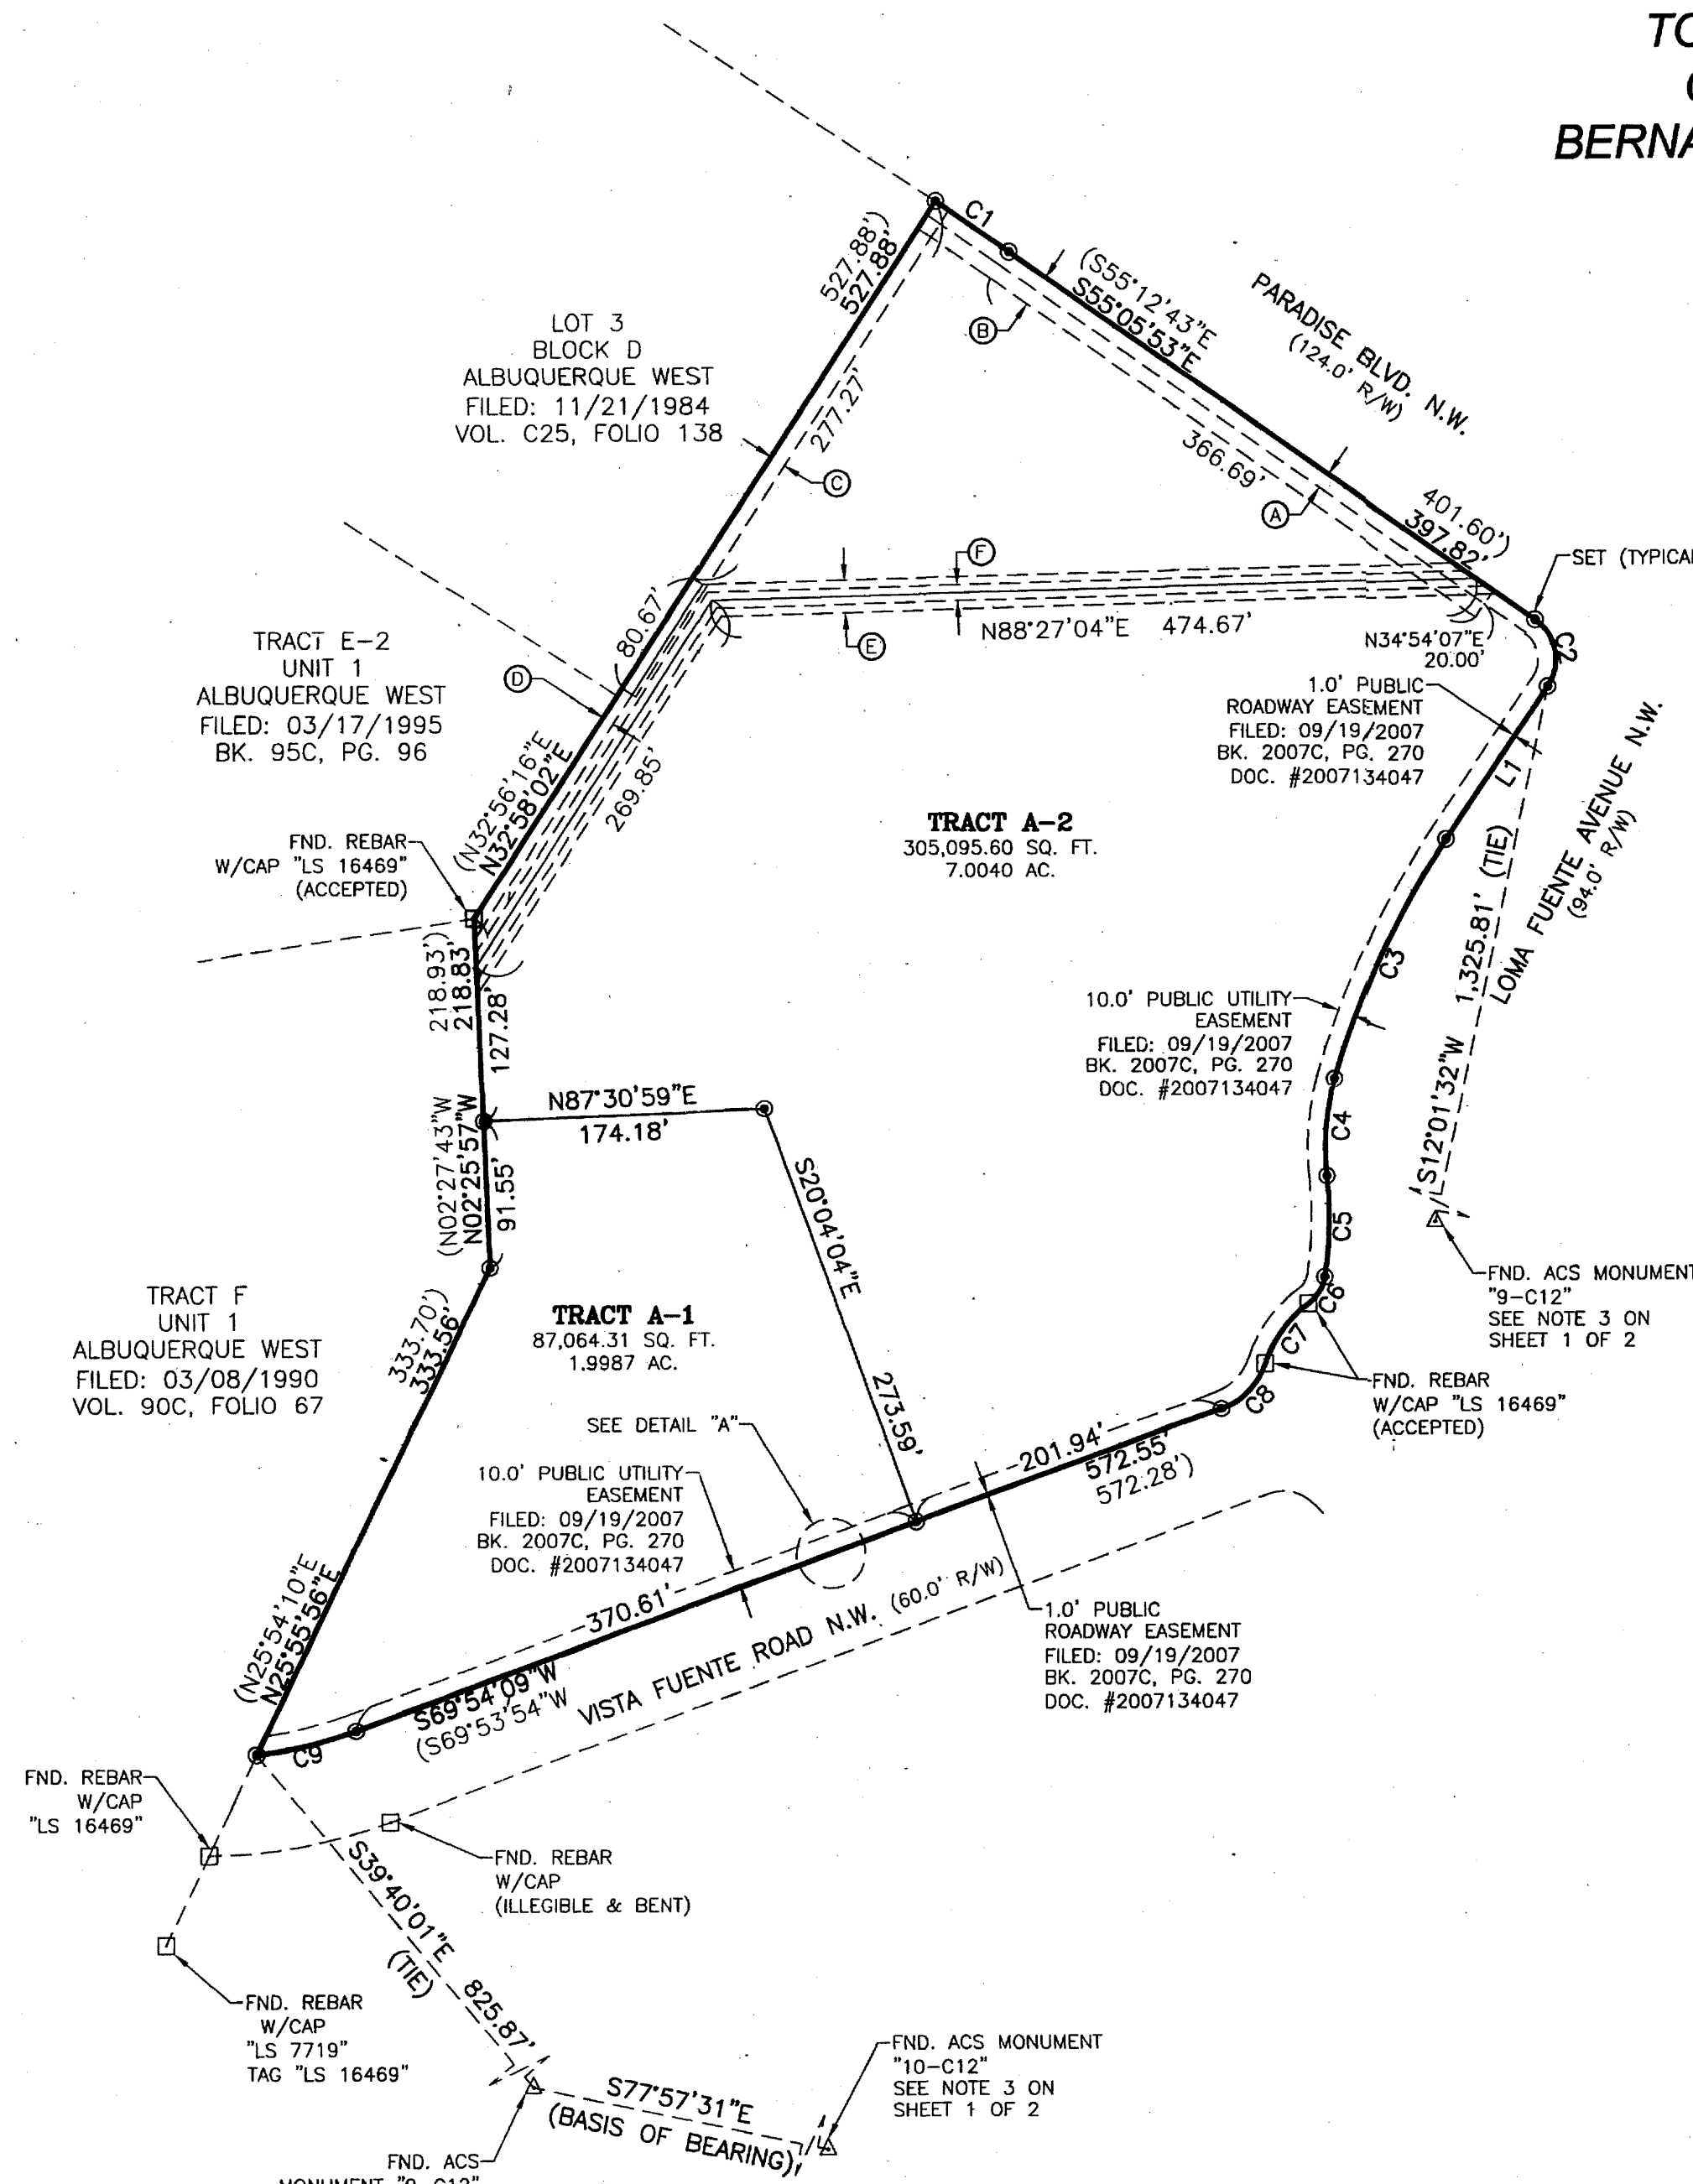 TO
BERNA
C1
(S55°12'43"E
S55°05'53"E
PARADISE BLVD. N.W.
(124.0' R/W)
527.88')
527.88'
277.27'
B
LOT 3
BLOCK D
ALBUQUERQUE WEST
FILED: 11/21/1984
VOL. C25, FOLIO 138
C
366.69'
A
401.60')
397.82'
SET (TYPICAL
F
E
N88°27'04"E 474.67'
N34°54'07"E
20.00'
C2
80.67'
D
TRACT E-2
UNIT 1
ALBUQUERQUE WEST
FILED: 03/17/1995
BK. 95C, PG. 96
1.0' PUBLIC
ROADWAY EASEMENT
FILED: 09/19/2007
BK. 2007C, PG. 270
DOC. #2007134047
L1
LOMA FUENTE AVENUE N.W.
(94.0' R/W)
(N32°56'16"E
N32°58'02"E
269.85'
FND. REBAR
W/CAP "LS 16469"
(ACCEPTED)
TRACT A-2
305,095.60 SQ. FT.
7.0040 AC.
S12°01'32"W 1,325.81' (TIE)
C3
218.93')
218.83'
127.28'
10.0' PUBLIC UTILITY
EASEMENT
FILED: 09/19/2007
BK. 2007C, PG. 270
DOC. #2007134047
C4
N87°30'59"E
174.18'
(N02°27'43"W
N02°25'57"W
91.55'
S20°04'04"E
273.59'
C5
FND. ACS MONUMENT
"9-C12"
SEE NOTE 3 ON
SHEET 1 OF 2
C6
C7
C8
FND. REBAR
W/CAP "LS 16469"
(ACCEPTED)
TRACT F
UNIT 1
ALBUQUERQUE WEST
FILED: 03/08/1990
VOL. 90C, FOLIO 67
333.70')
333.56'
TRACT A-1
87,064.31 SQ. FT.
1.9987 AC.
SEE DETAIL "A"
10.0' PUBLIC UTILITY
EASEMENT
FILED: 09/19/2007
BK. 2007C, PG. 270
DOC. #2007134047
201.94'
572.55'
572.28')
370.61'
(N25°54'10"E
N25°55'56"E
S69°54'09"W
(S69°53'54"W
VISTA FUENTE ROAD N.W. (60.0' R/W)
1.0' PUBLIC
ROADWAY EASEMENT
FILED: 09/19/2007
BK. 2007C, PG. 270
DOC. #2007134047
C9
FND. REBAR
W/CAP
"LS 16469"
FND. REBAR
W/CAP
(ILLEGIBLE & BENT)
S39°40'01"E 825.87'
(TIE)
FND. REBAR
W/CAP
"LS 7719"
TAG "LS 16469"
FND. ACS MONUMENT
"10-C12"
SEE NOTE 3 ON
SHEET 1 OF 2
S77°57'31"E
(BASIS OF BEARING)
FND. ACS